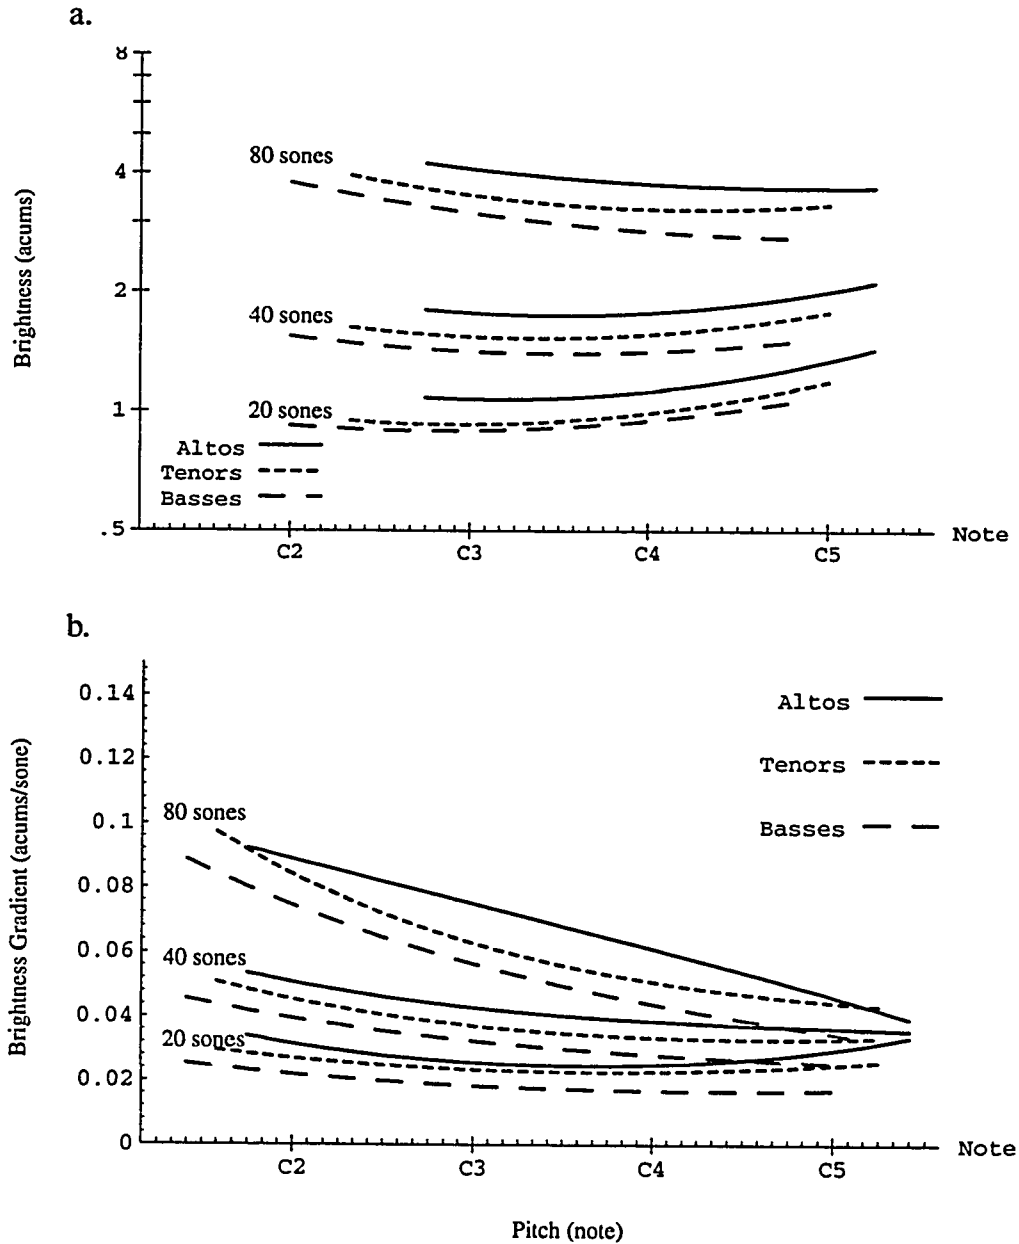 a.
8
80 sones
4
Brightness (acums)
2
40 sones
1
20 sones
Altos
Tenors
Basses
.5
Note
C2 C3 C4 C5
b.
0.14
Altos
0.12
Tenors
80 sones
0.1
Basses
Brightness Gradient (acums/sone)
0.08
0.06
40 sones
0.04
20 sones
0.02
0
Note
C2 C3 C4 C5
Pitch (note)